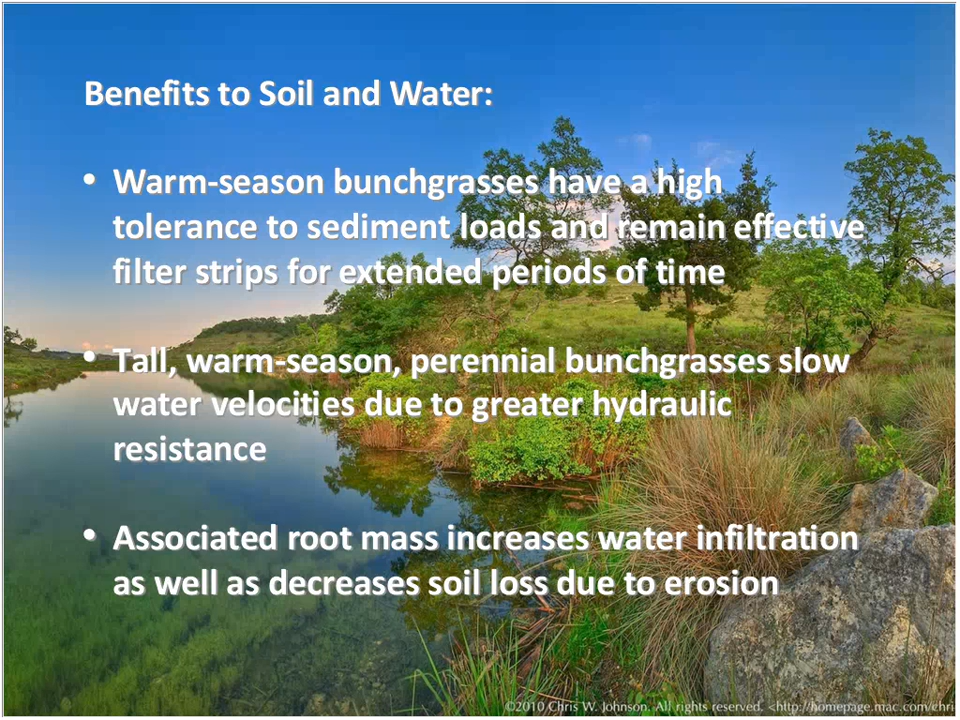 Benefits to Soil and Water:
• Warm-season bunchgrasses have a high
tolerance to sediment loads and remain effective
filter strips for extended periods of time
• Tall, warm-season, perennial bunchgrasses slow
water velocities due to greater hydraulic
resistance
• Associated root mass increases water infiltration
as well as decreases soil loss due to erosion
©2010 Chris W. Johnson. All rights reserved. <http://homepage.mac.com/chri